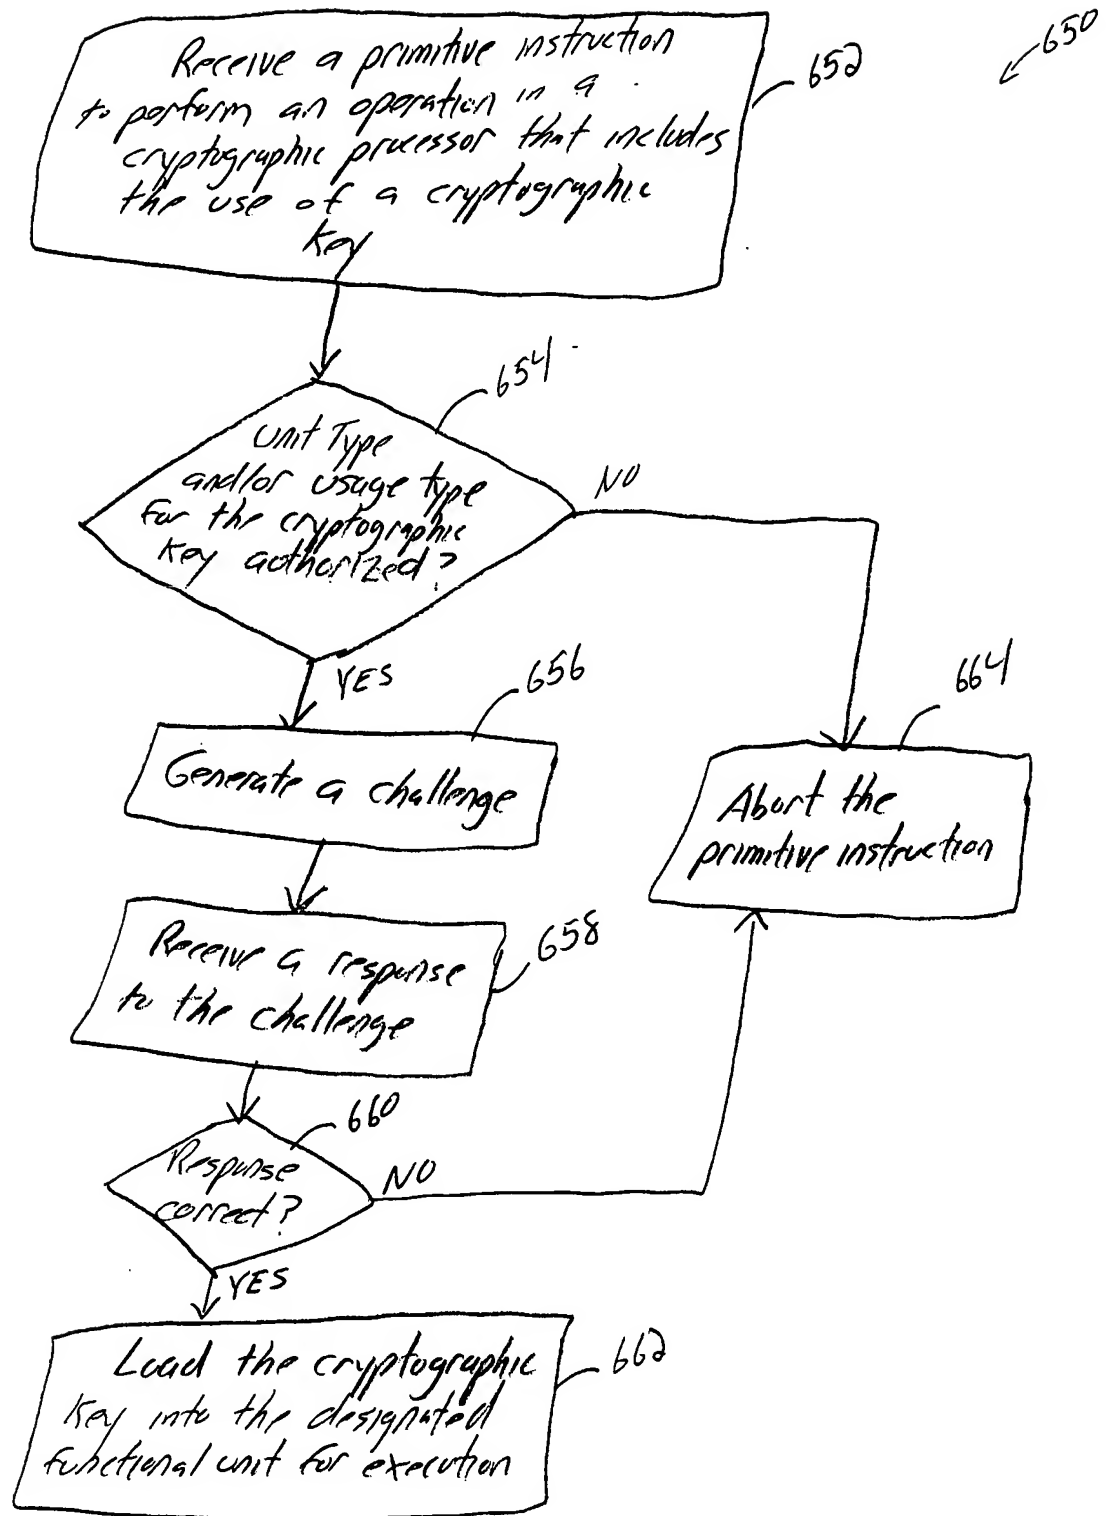 650
Receive a primitive instruction
to perform an operation in a
cryptographic processor that includes
the use of a cryptographic
key
652
654
Unit Type
and/or usage type
for the cryptographic
key authorized?
NO
YES
656
Generate a challenge
664
Abort the
primitive instruction
Receive a response
to the challenge
658
660
Response
correct?
NO
YES
Load the cryptographic
key into the designated
functional unit for execution
662